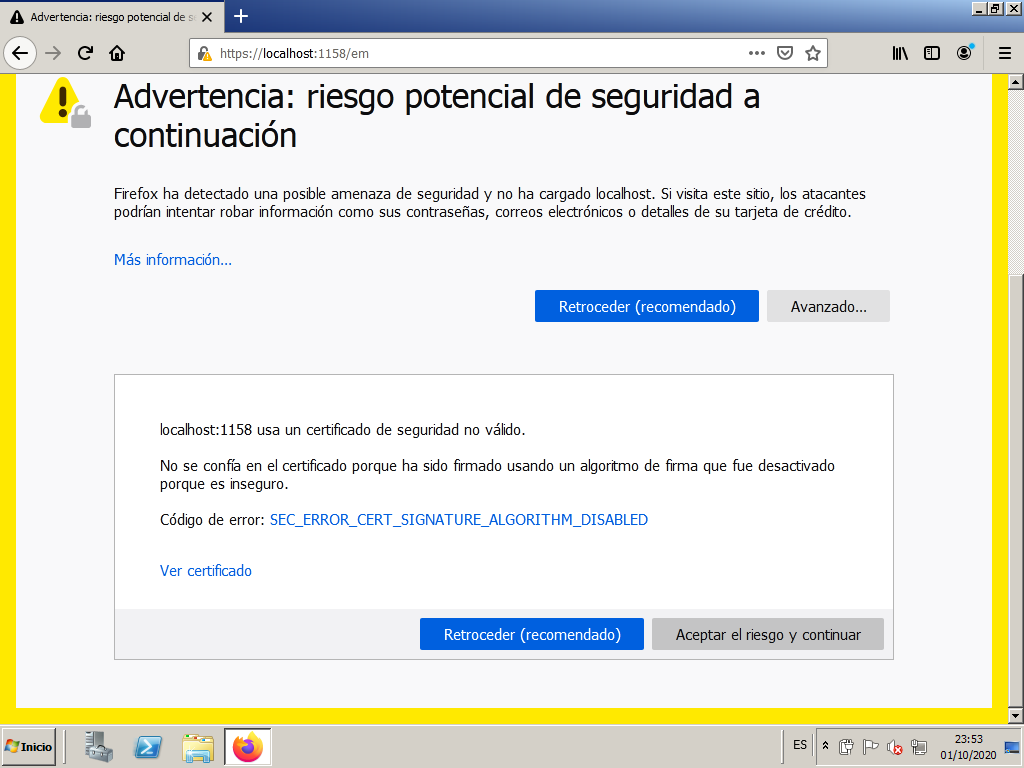 Advertencia: riesgo potencial de s
https://localhost:1158/em
Advertencia: riesgo potencial de seguridad a
continuación
Firefox ha detectado una posible amenaza de seguridad y no ha cargado localhost. Si visita este sitio, los atacantes
podrían intentar robar información como sus contraseñas, correos electrónicos o detalles de su tarjeta de crédito.
Más información...
Retroceder (recomendado) Avanzado...
localhost:1158 usa un certificado de seguridad no válido.
No se confía en el certificado porque ha sido firmado usando un algoritmo de firma que fue desactivado
porque es inseguro.
Código de error: SEC_ERROR_CERT_SIGNATURE_ALGORITHM_DISABLED
Ver certificado
Retroceder (recomendado) Aceptar el riesgo y continuar
Inicio ES 23:53
01/10/2020